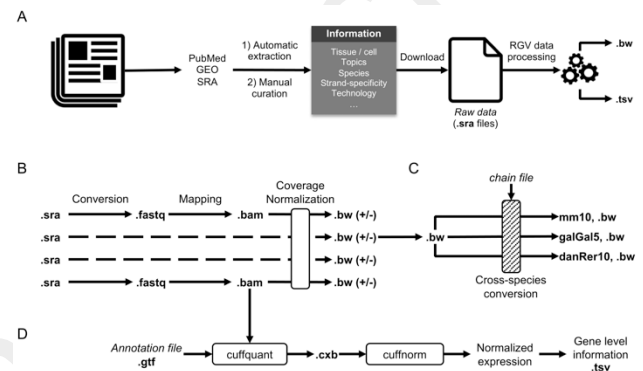 A
PubMed
GEO
SRA
1) Automatic
extraction
2) Manual
curation
Information
Tissue / cell
Topics
Species
Strand-specificity
Technology
...
Download
Raw data
(.sra files)
RGV data
processing
.bw
.tsv
B
Conversion
Mapping
Coverage
Normalization
.sra .fastq .bam .bw (+/-)
.sra .bw (+/-)
.sra .bw (+/-)
.sra .fastq .bam .bw (+/-)
C
chain file
.bw
mm10, .bw
galGal5, .bw
danRer10, .bw
Cross-species
conversion
D
Annotation file
.gtf
cuffquant
.cxb
cuffnorm
Normalized
expression
Gene level
information
.tsv